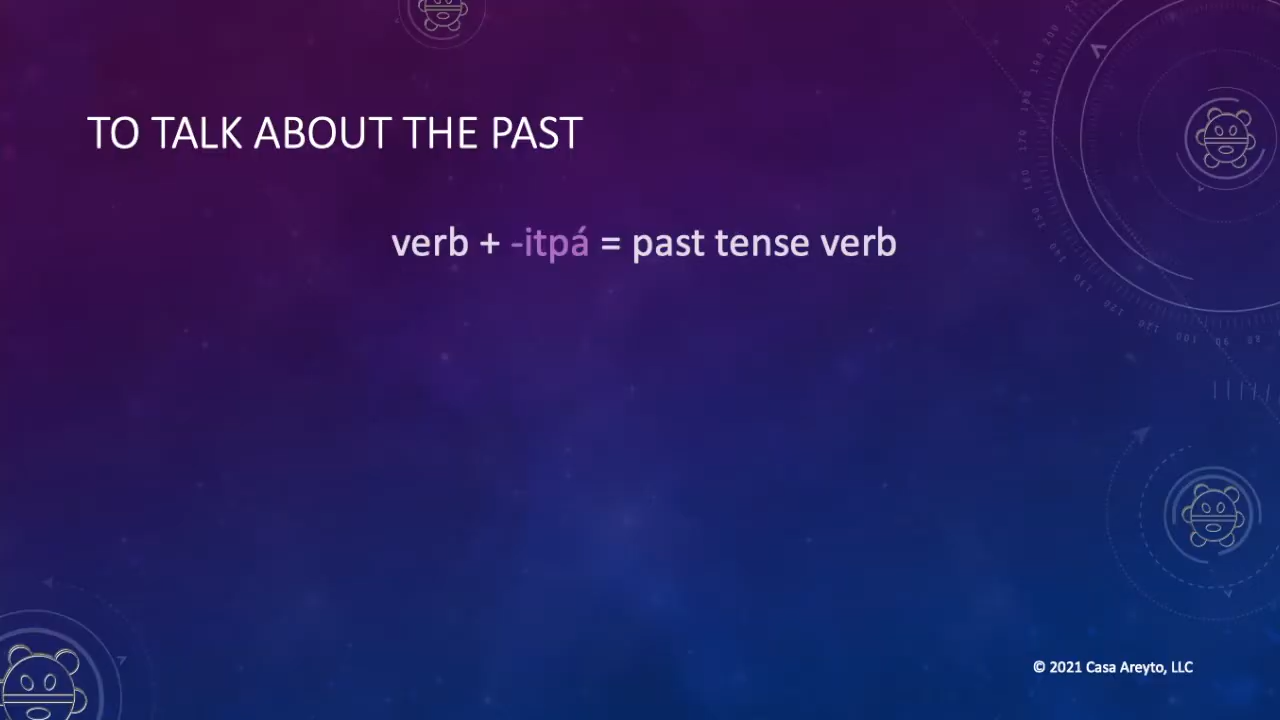 TO TALK ABOUT THE PAST
verb + -itpá = past tense verb
© 2021 Casa Areyto, LLC